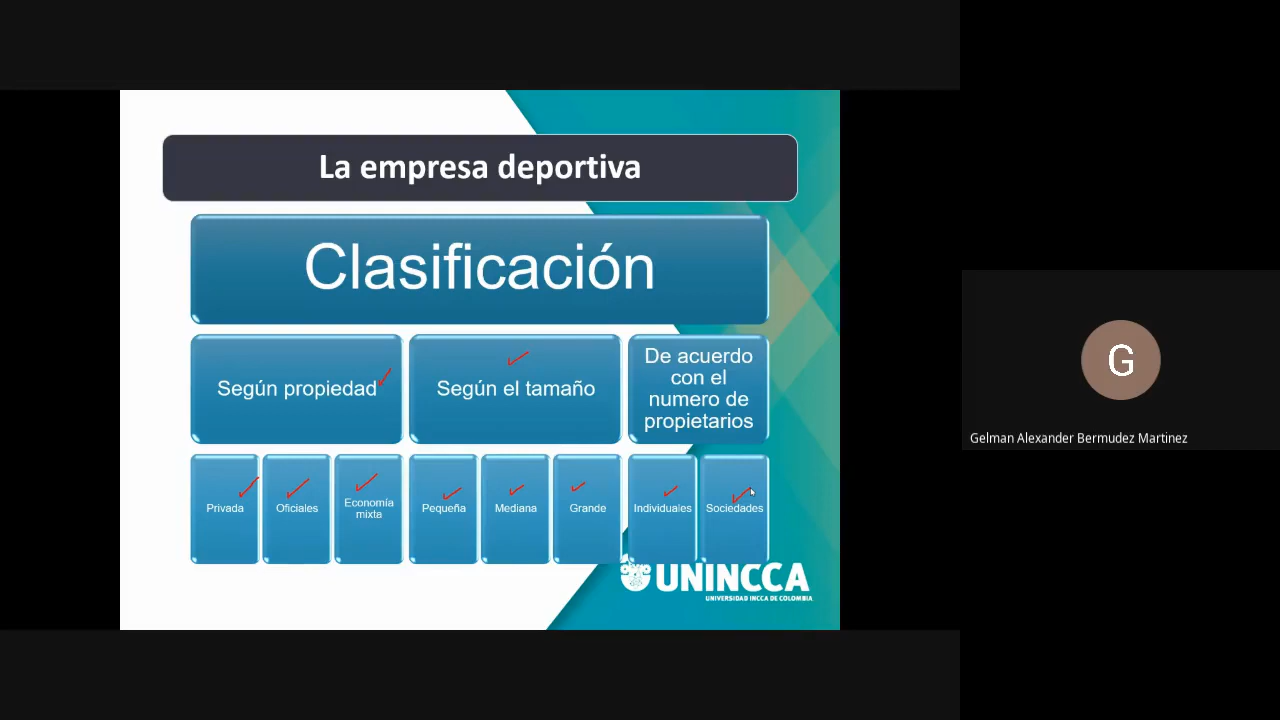 La empresa deportiva
Clasificación
Según propiedad
Según el tamaño
De acuerdo
con el
numero de
propietarios
Privada
Oficiales
Economía
mixta
Pequeña
Mediana
Grande
Individuales
Sociedades
UNINCCA
UNIVERSIDAD INCCA DE COLOMBIA
G
Gelman Alexander Bermudez Martinez